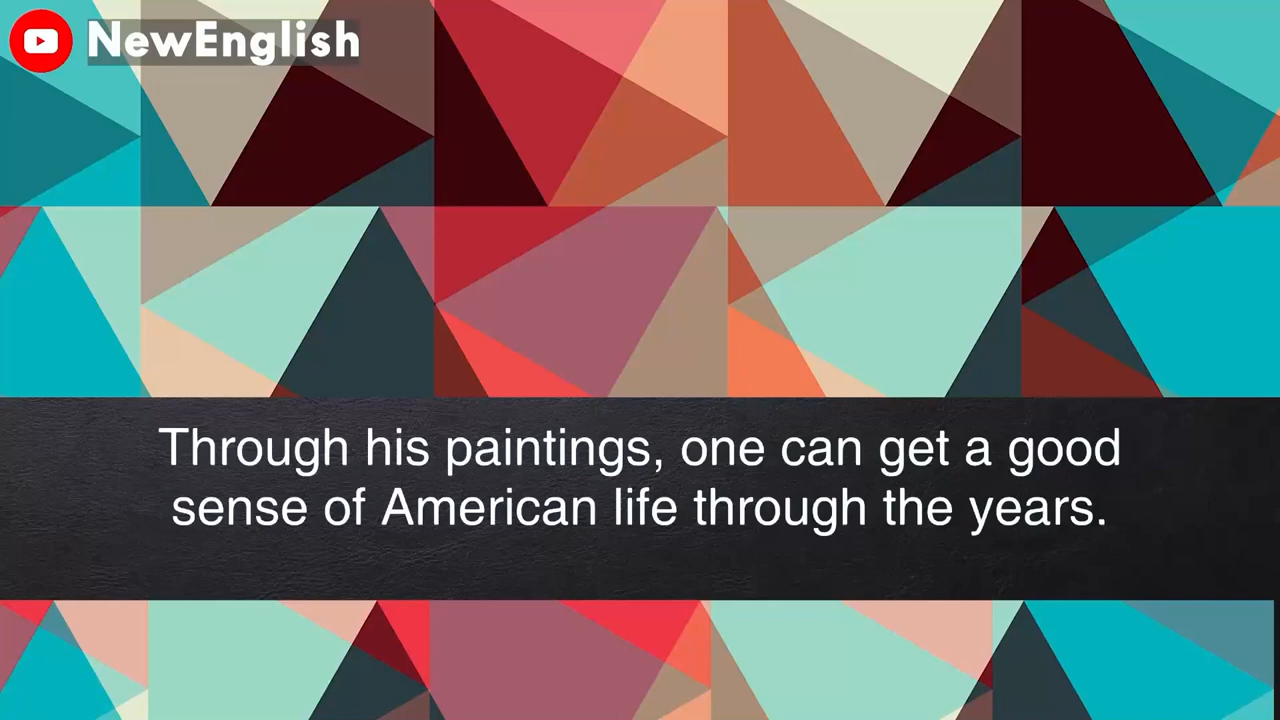 NewEnglish
Through his paintings, one can get a good
sense of American life through the years.